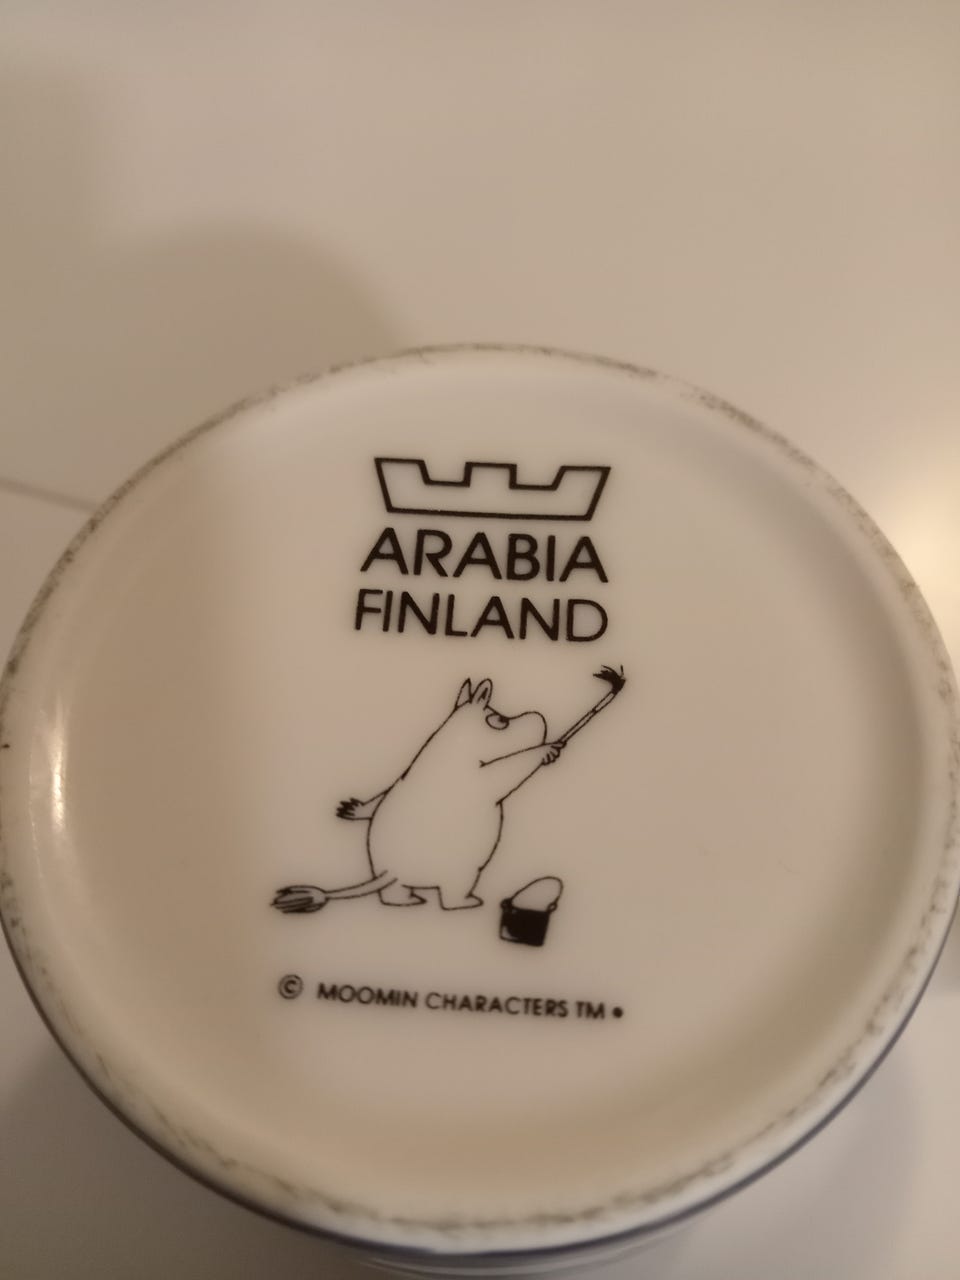 ARABIA
FINLAND
© MOOMIN CHARACTERS TM •